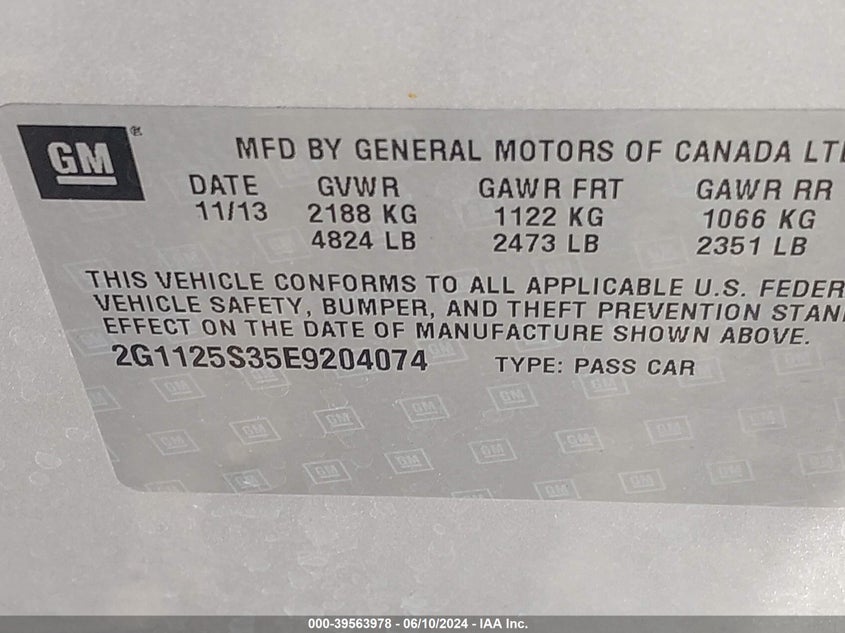 GM ®
MFD BY GENERAL MOTORS OF CANADA
DATE GVWR GAWR FRT GAWR RR
11/13 2188 KG 1122 KG 1066 KG
4824 LB 2473 LB 2351 LB
THIS VEHICLE CONFORMS TO ALL APPLICABLE U.S.
VEHICLE SAFETY, BUMPER, AND THEFT PREVENTION
EFFECT ON THE DATE OF MANUFACTURE SHOWN ABOVE.
2G1125S35E9204074 TYPE: PASS CAR
000-39563978 / 06/10/2024 - IAA Inc.